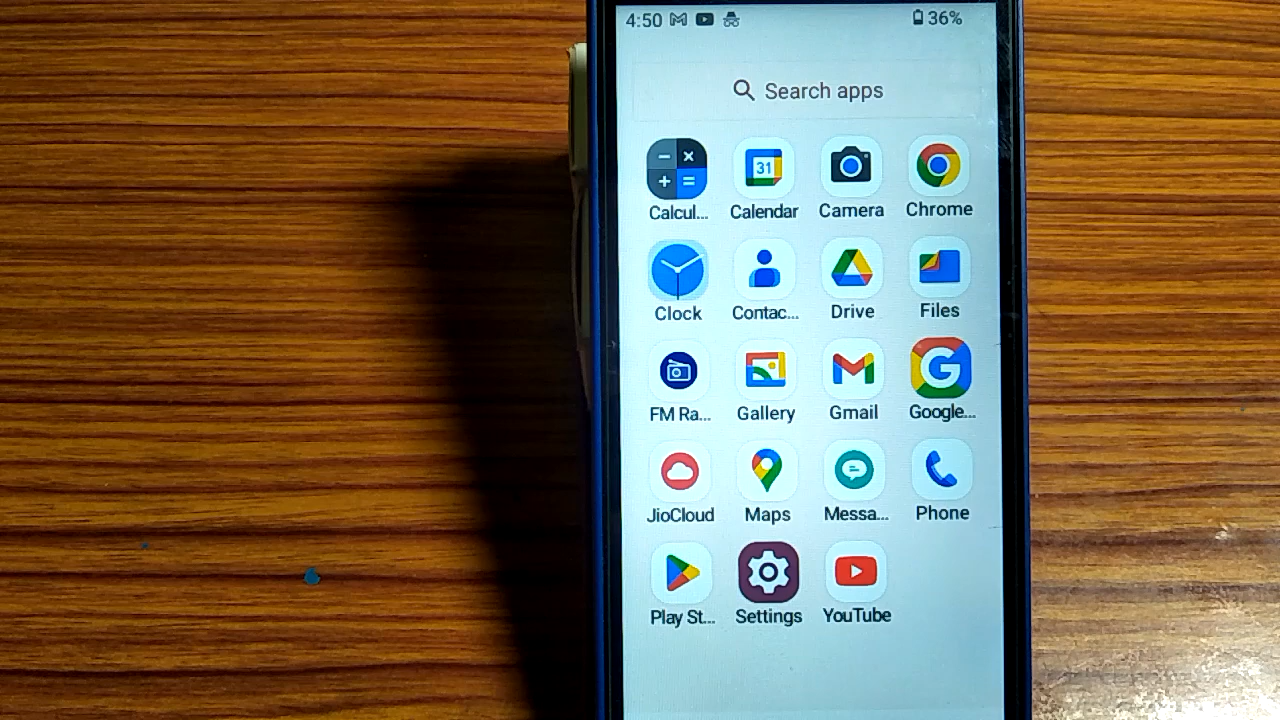 4:50 36%
Search apps
31
Calcul... Calendar Camera Chrome
Clock Contac... Drive Files
FM Ra... Gallery Gmail Google...
JioCloud Maps Messa... Phone
Play St... Settings YouTube